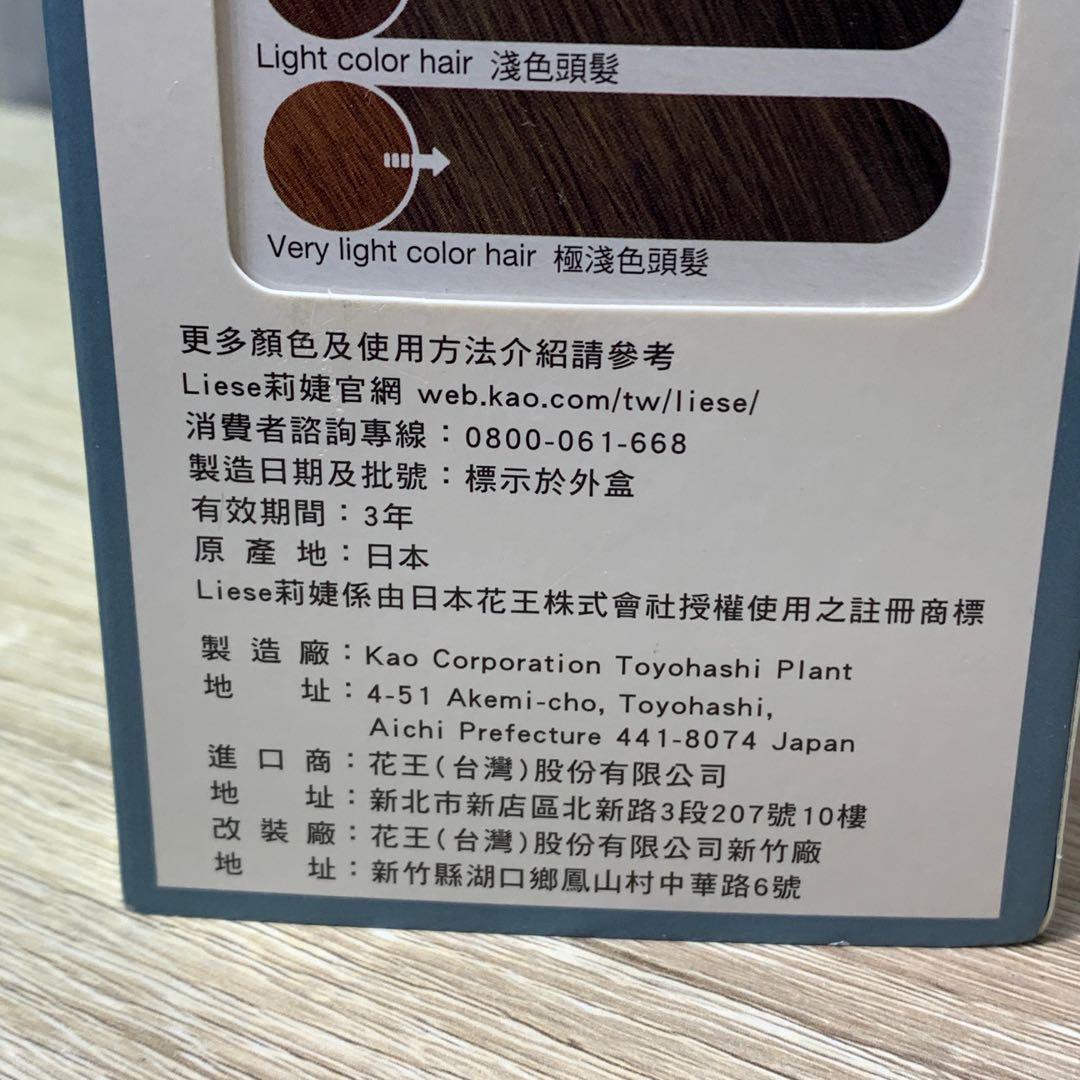 Light color hair 淺色頭髮
Very light color hair 極淺色頭髮
更多顏色及使用方法介紹請參考
Liese莉婕官網 web.kao.com/tw/liese/
消費者諮詢專線：0800-061-668
製造日期及批號：標示於外盒
有效期間：3年
原產地：日本
Liese莉婕係由日本花王株式會社授權使用之註冊商標
製造廠：Kao Corporation Toyohashi Plant
地址：4-51 Akemi-cho, Toyohashi,
Aichi Prefecture 441-8074 Japan
進口商：花王(台灣)股份有限公司
地址：新北市新店區北新路3段207號10樓
改裝廠：花王(台灣)股份有限公司新竹廠
地址：新竹縣湖口鄉鳳山村中華路6號